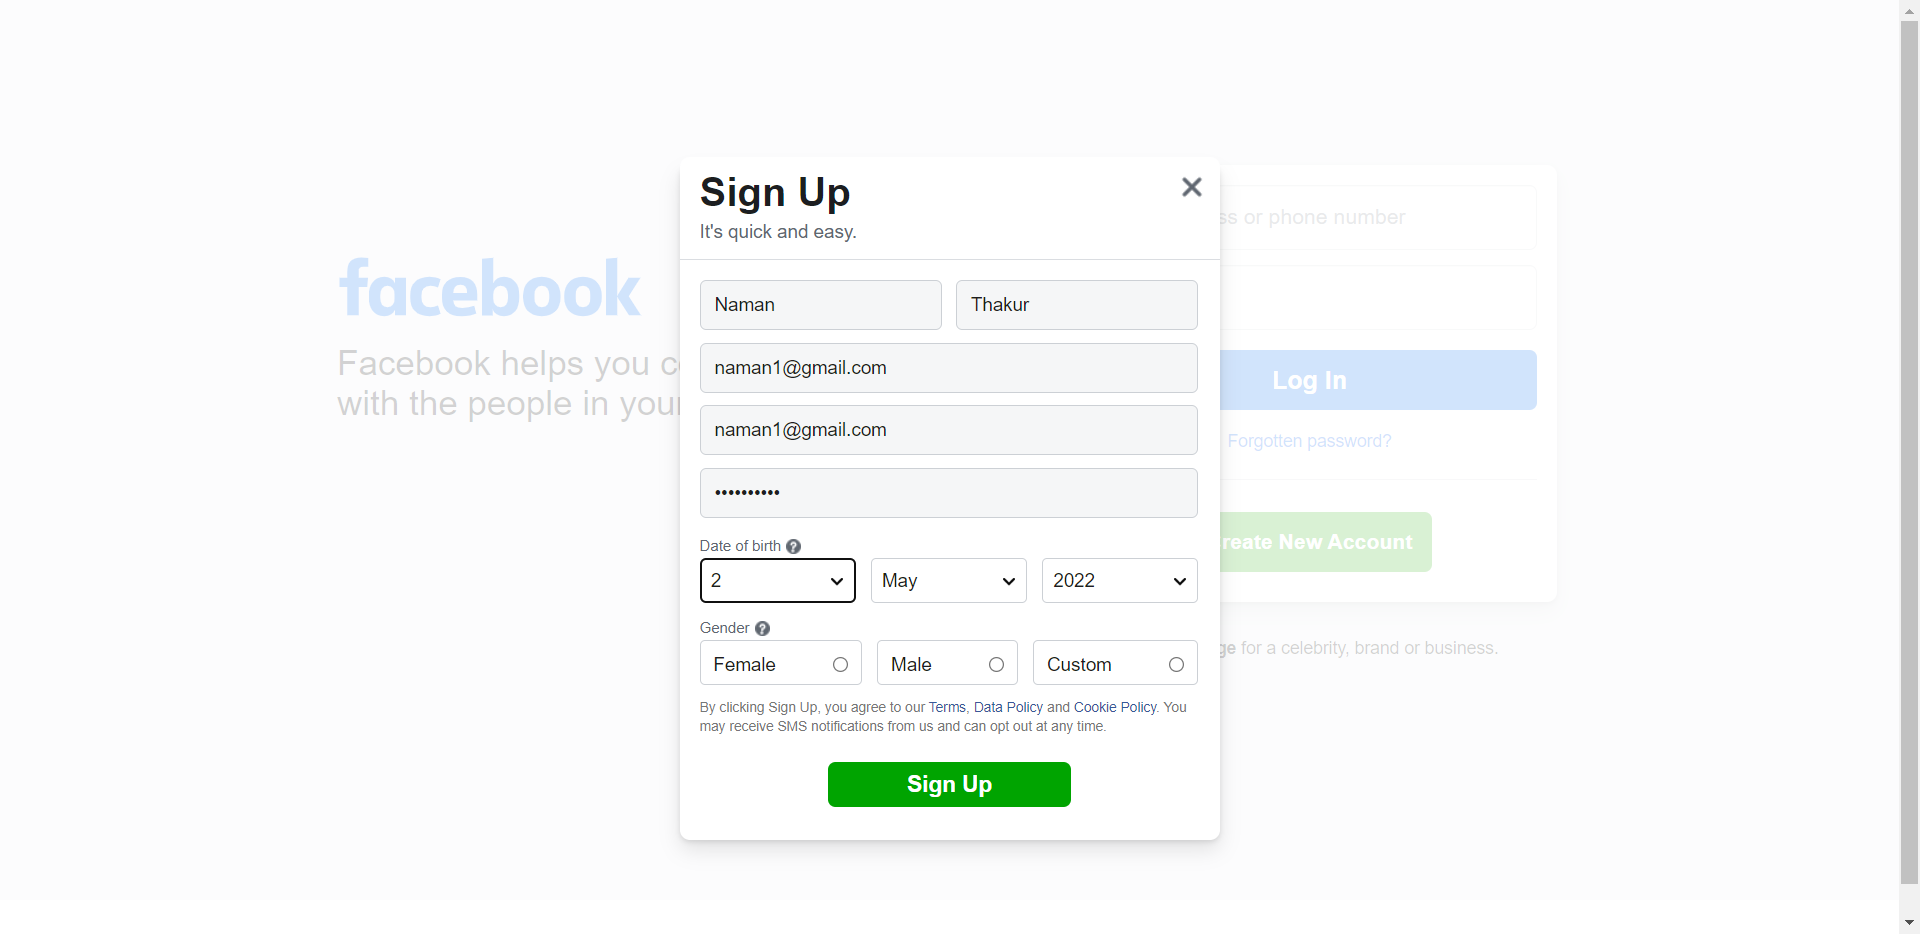 Sign Up
It's quick and easy.
facebook
Facebook helps you c
with the people in your
Naman
Thakur
naman1@gmail.com
naman1@gmail.com
••••••••••
Date of birth ?
2
May
2022
Gender ?
Female
Male
Custom
By clicking Sign Up, you agree to our Terms, Data Policy and Cookie Policy. You
may receive SMS notifications from us and can opt out at any time.
Sign Up
ss or phone number
Log In
Forgotten password?
reate New Account
ge for a celebrity, brand or business.